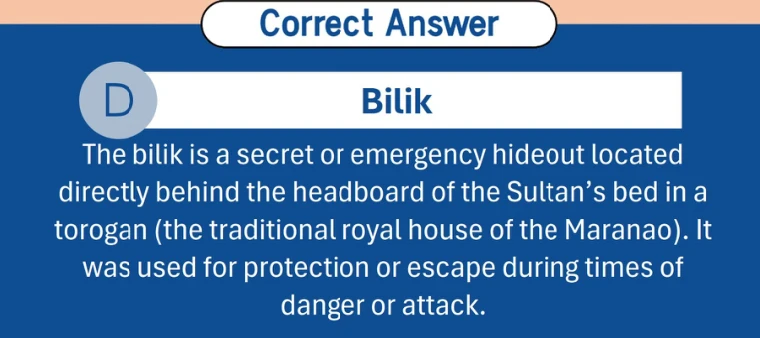 Correct Answer
D
Bilik
The bilik is a secret or emergency hideout located
directly behind the headboard of the Sultan's bed in a
torogan (the traditional royal house of the Maranao). It
was used for protection or escape during times of
danger or attack.